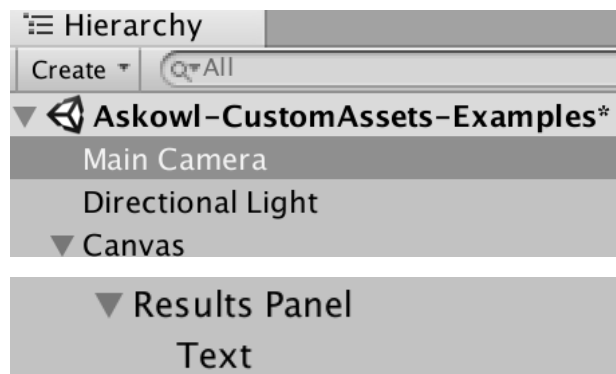 Hierarchy
Create All
Askowl-CustomAssets-Examples*
Main Camera
Directional Light
Canvas
Results Panel
Text